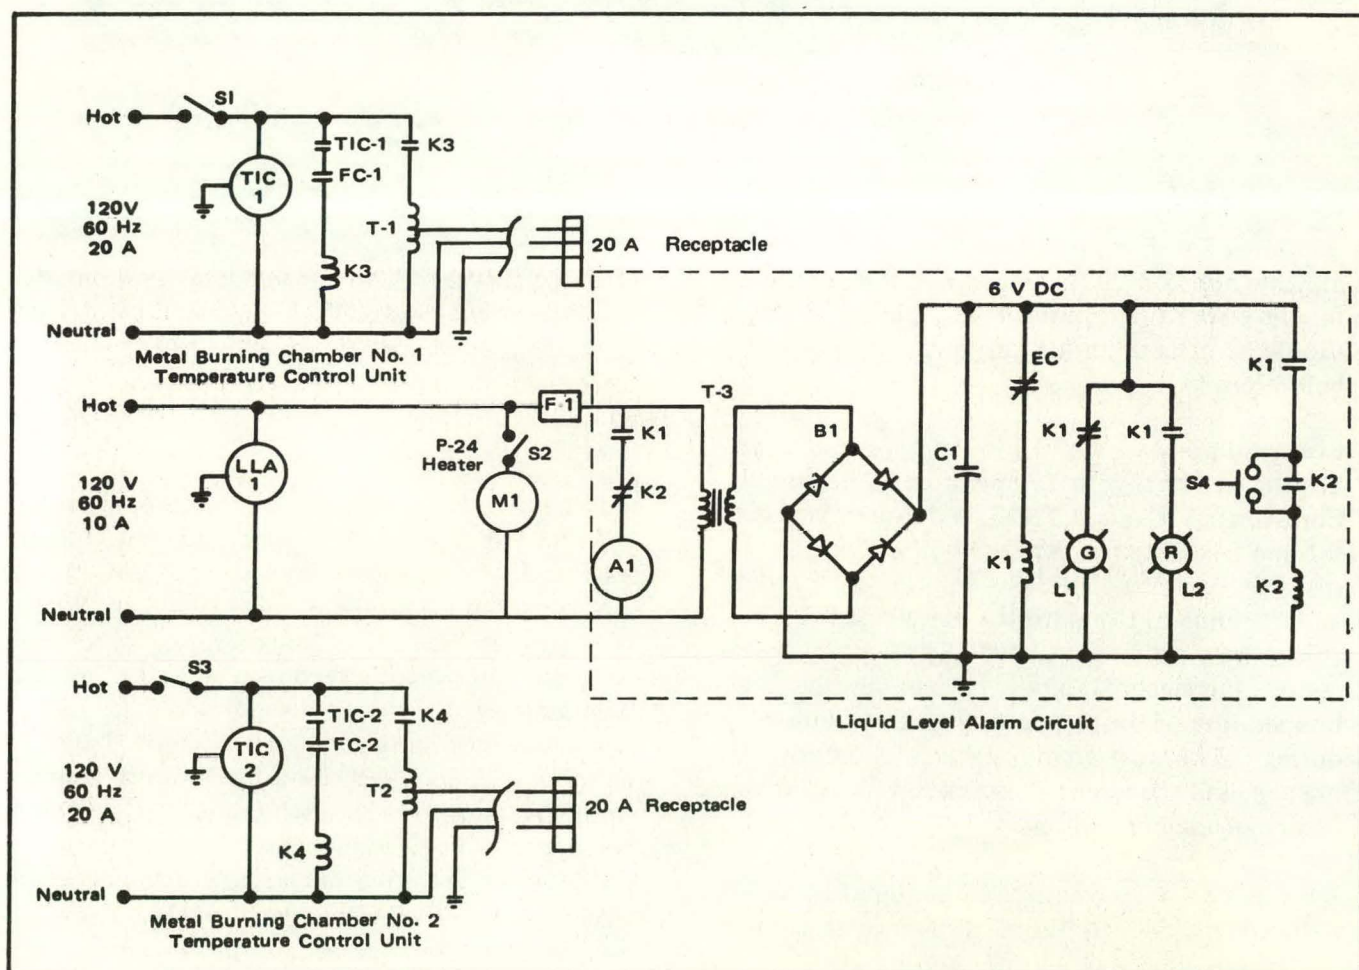 Hot
S1
TIC-1
K3
FC-1
TIC
1
120V
60 Hz
20 A
T-1
20 A Receptacle
K3
Neutral
Metal Burning Chamber No. 1
Temperature Control Unit
6 V DC
EC
K1
Hot
F-1
T-3
K1
B1
K1
K1
P-24
Heater
S2
LLA
1
C1
S4
K2
120 V
60 Hz
10 A
M1
K2
A1
K1
G
R
L1
L2
K2
Neutral
Hot
S3
TIC-2
K4
FC-2
TIC
2
Liquid Level Alarm Circuit
120 V
60 Hz
20 A
T2
20 A Receptacle
K4
Neutral
Metal Burning Chamber No. 2
Temperature Control Unit